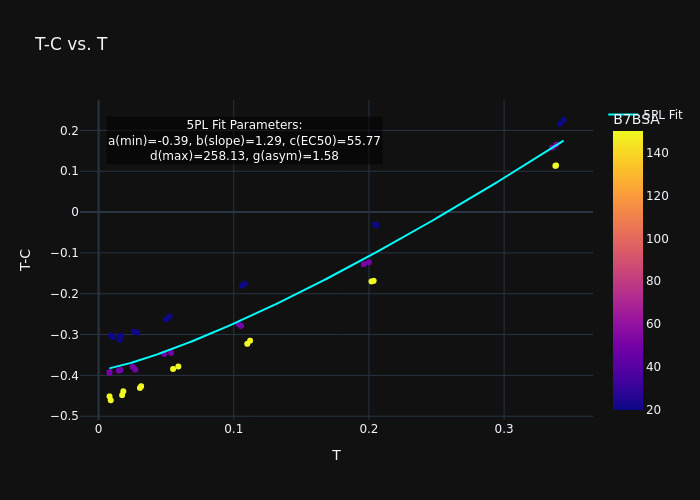 T-C vs. T
5PL Fit Parameters:
a(min)=-0.39, b(slope)=1.29, c(EC50)=55.77
d(max)=258.13, g(asym)=1.58
5PL Fit
B7BSA
0.2
0.1
0
−0.1
−0.2
−0.3
−0.4
−0.5
T-C
0
0.1
0.2
0.3
T
140
120
100
80
60
40
20